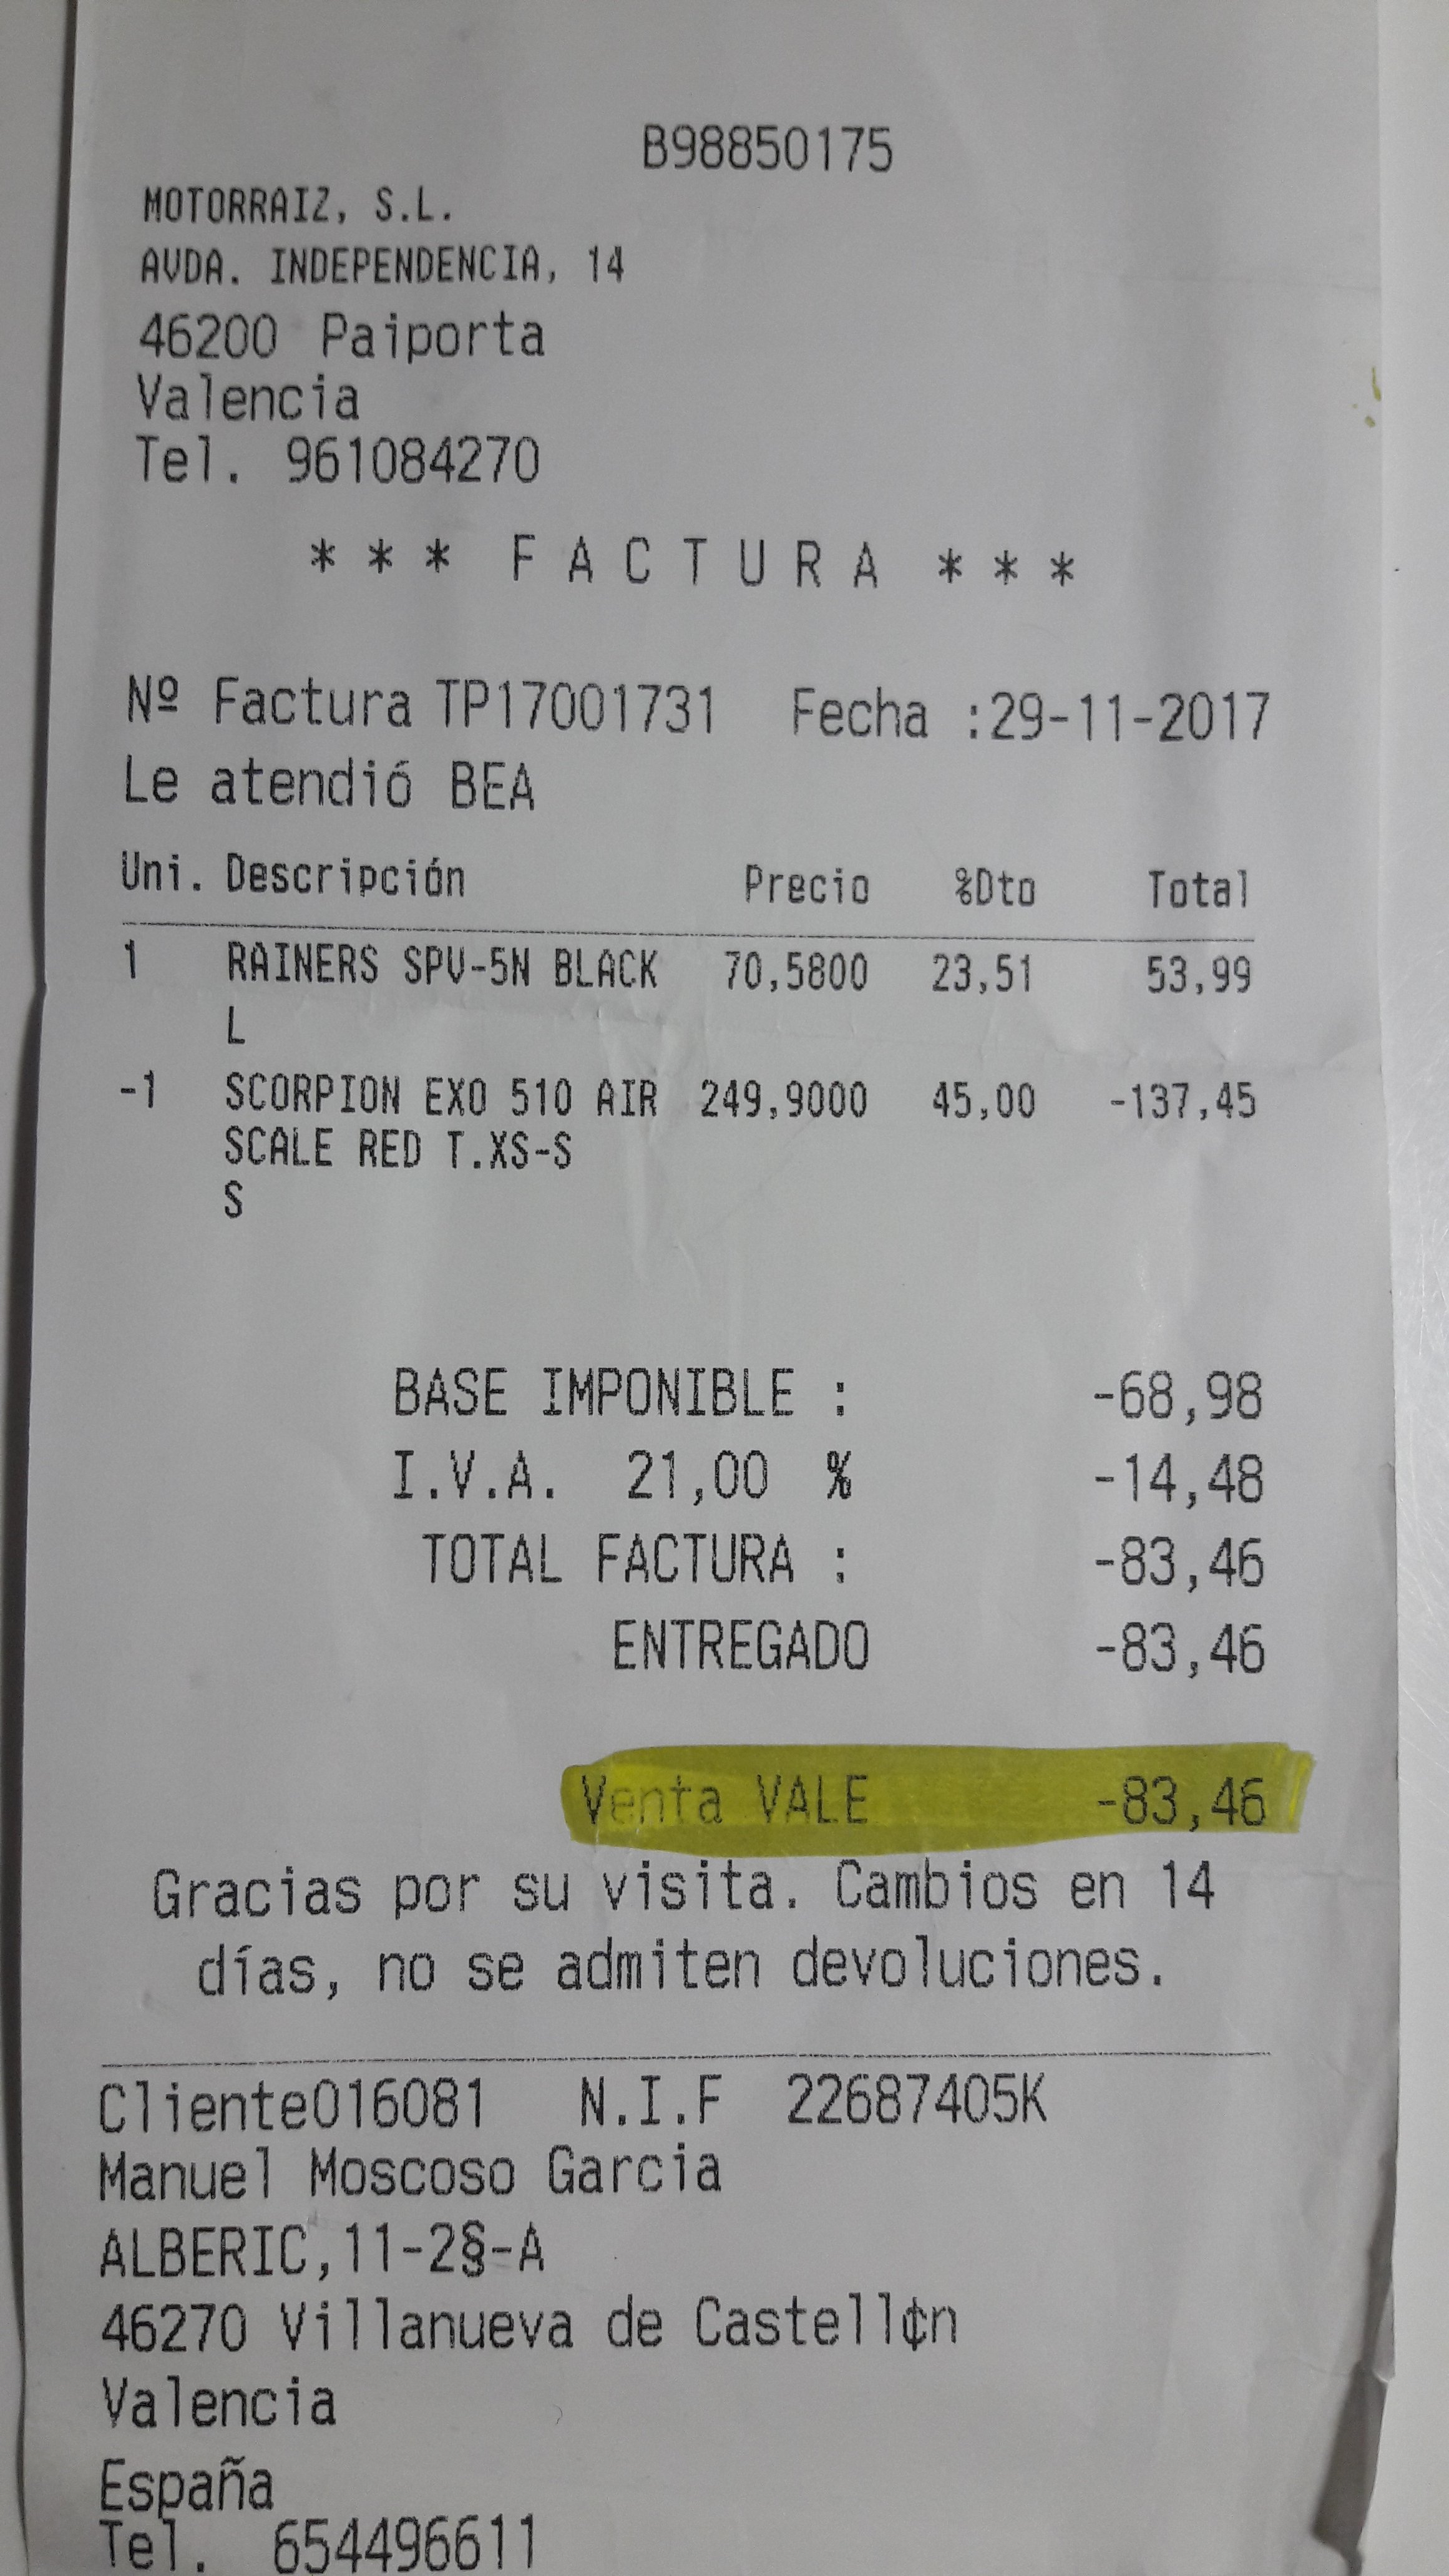 B98850175
MOTORRAIZ, S.L.
AVDA. INDEPENDENCIA, 14
46200 Paiporta
Valencia
Tel. 961084270
* * * F A C T U R A * * *
Nº Factura TP17001731 Fecha :29-11-2017
Le atendió BEA
Uni. Descripción Precio %Dto Total
1 RAINERS SPV-5N BLACK 70,5800 23,51 53,99
L
-1 SCORPION EXO 510 AIR 249,9000 45,00 -137,45
SCALE RED T.XS-S
S
BASE IMPONIBLE : -68,98
I.V.A. 21,00 % -14,48
TOTAL FACTURA : -83,46
ENTREGADO -83,46
Venta VALE -83,46
Gracias por su visita. Cambios en 14
días, no se admiten devoluciones.
Cliente016081 N.I.F 22687405K
Manuel Moscoso Garcia
ALBERIC,11-2§-A
46270 Villanueva de Castell¢n
Valencia
España
Tel. 654496611